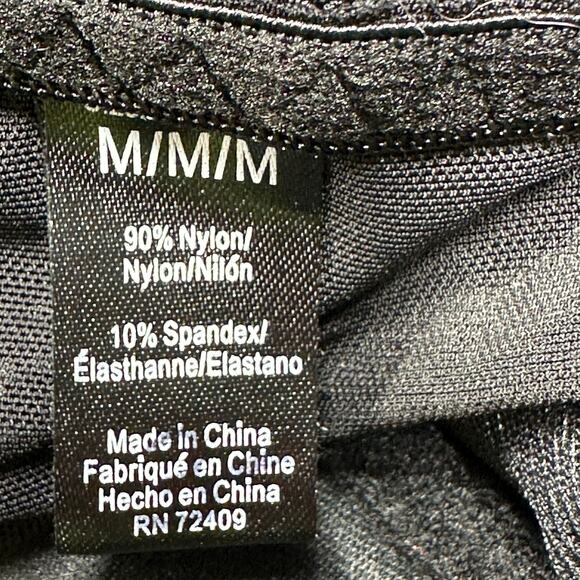 M/M/M
90% Nylon/
Nylon/Nilón
10% Spandex/
Élasthanne/Elastano
Made in China
Fabriqué en Chine
Hecho en China
RN 72409